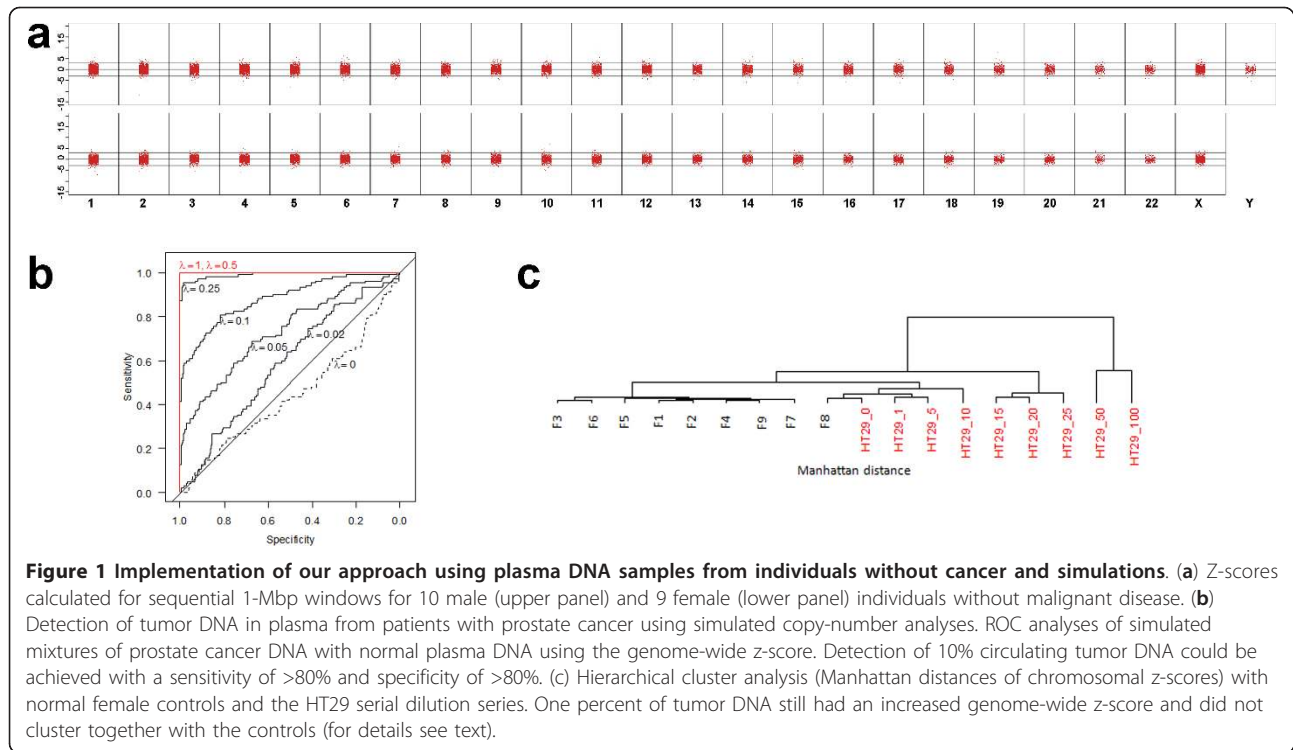 a
15
5
0
-5
-15
15
5
0
-5
-15
1 2 3 4 5 6 7 8 9 10 11 12 13 14 15 16 17 18 19 20 21 22 X Y
b
λ=1, λ=0.5
λ=0.25
λ=0.1
λ=0.05
λ=0.02
λ=0
Sensitivity
1.0
0.8
0.6
0.4
0.2
0.0
1.0 0.8 0.6 0.4 0.2 0.0
Specificity
c
F3 F6 F5 F1 F2 F4 F9 F7 F8 HT29_0 HT29_1 HT29_5 HT29_10 HT29_15 HT29_20 HT29_25 HT29_50 HT29_100
Manhattan distance
Figure 1 Implementation of our approach using plasma DNA samples from individuals without cancer and simulations. (a) Z-scores
calculated for sequential 1-Mbp windows for 10 male (upper panel) and 9 female (lower panel) individuals without malignant disease. (b)
Detection of tumor DNA in plasma from patients with prostate cancer using simulated copy-number analyses. ROC analyses of simulated
mixtures of prostate cancer DNA with normal plasma DNA using the genome-wide z-score. Detection of 10% circulating tumor DNA could be
achieved with a sensitivity of >80% and specificity of >80%. (c) Hierarchical cluster analysis (Manhattan distances of chromosomal z-scores) with
normal female controls and the HT29 serial dilution series. One percent of tumor DNA still had an increased genome-wide z-score and did not
cluster together with the controls (for details see text).